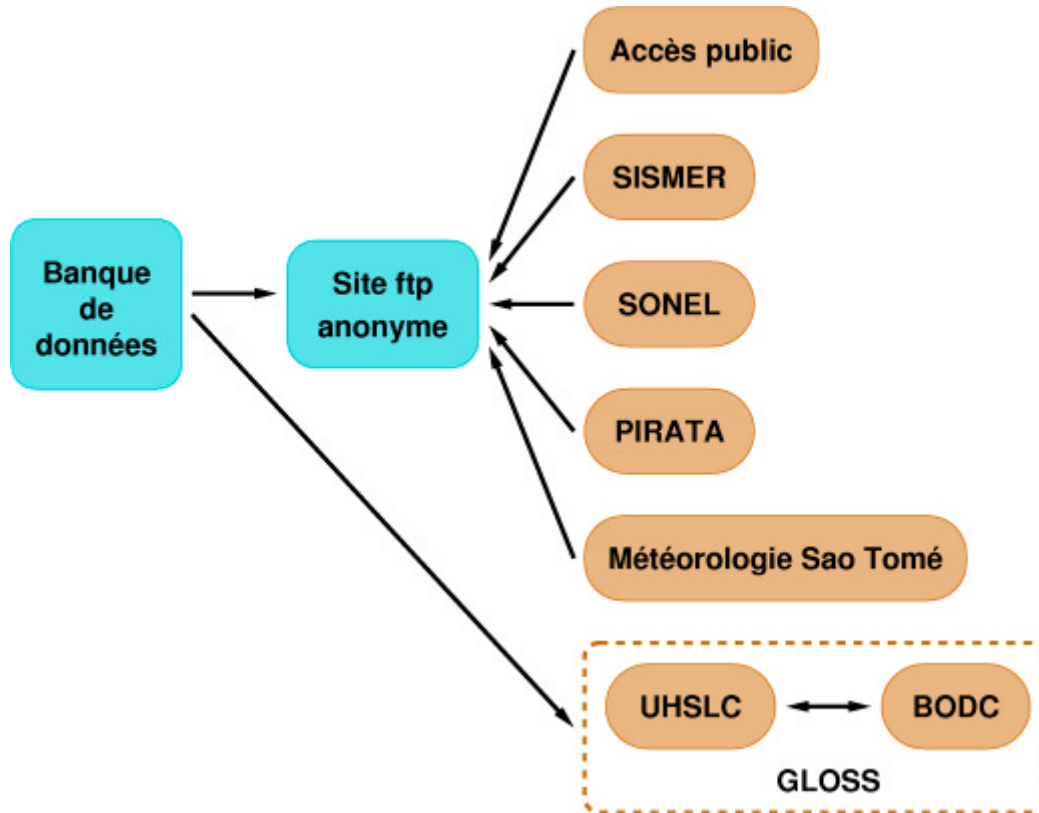 Accès public
SISMER
Banque
de
données
Site ftp
anonyme
SONEL
PIRATA
Météorologie Sao Tomé
UHSLC
BODC
GLOSS